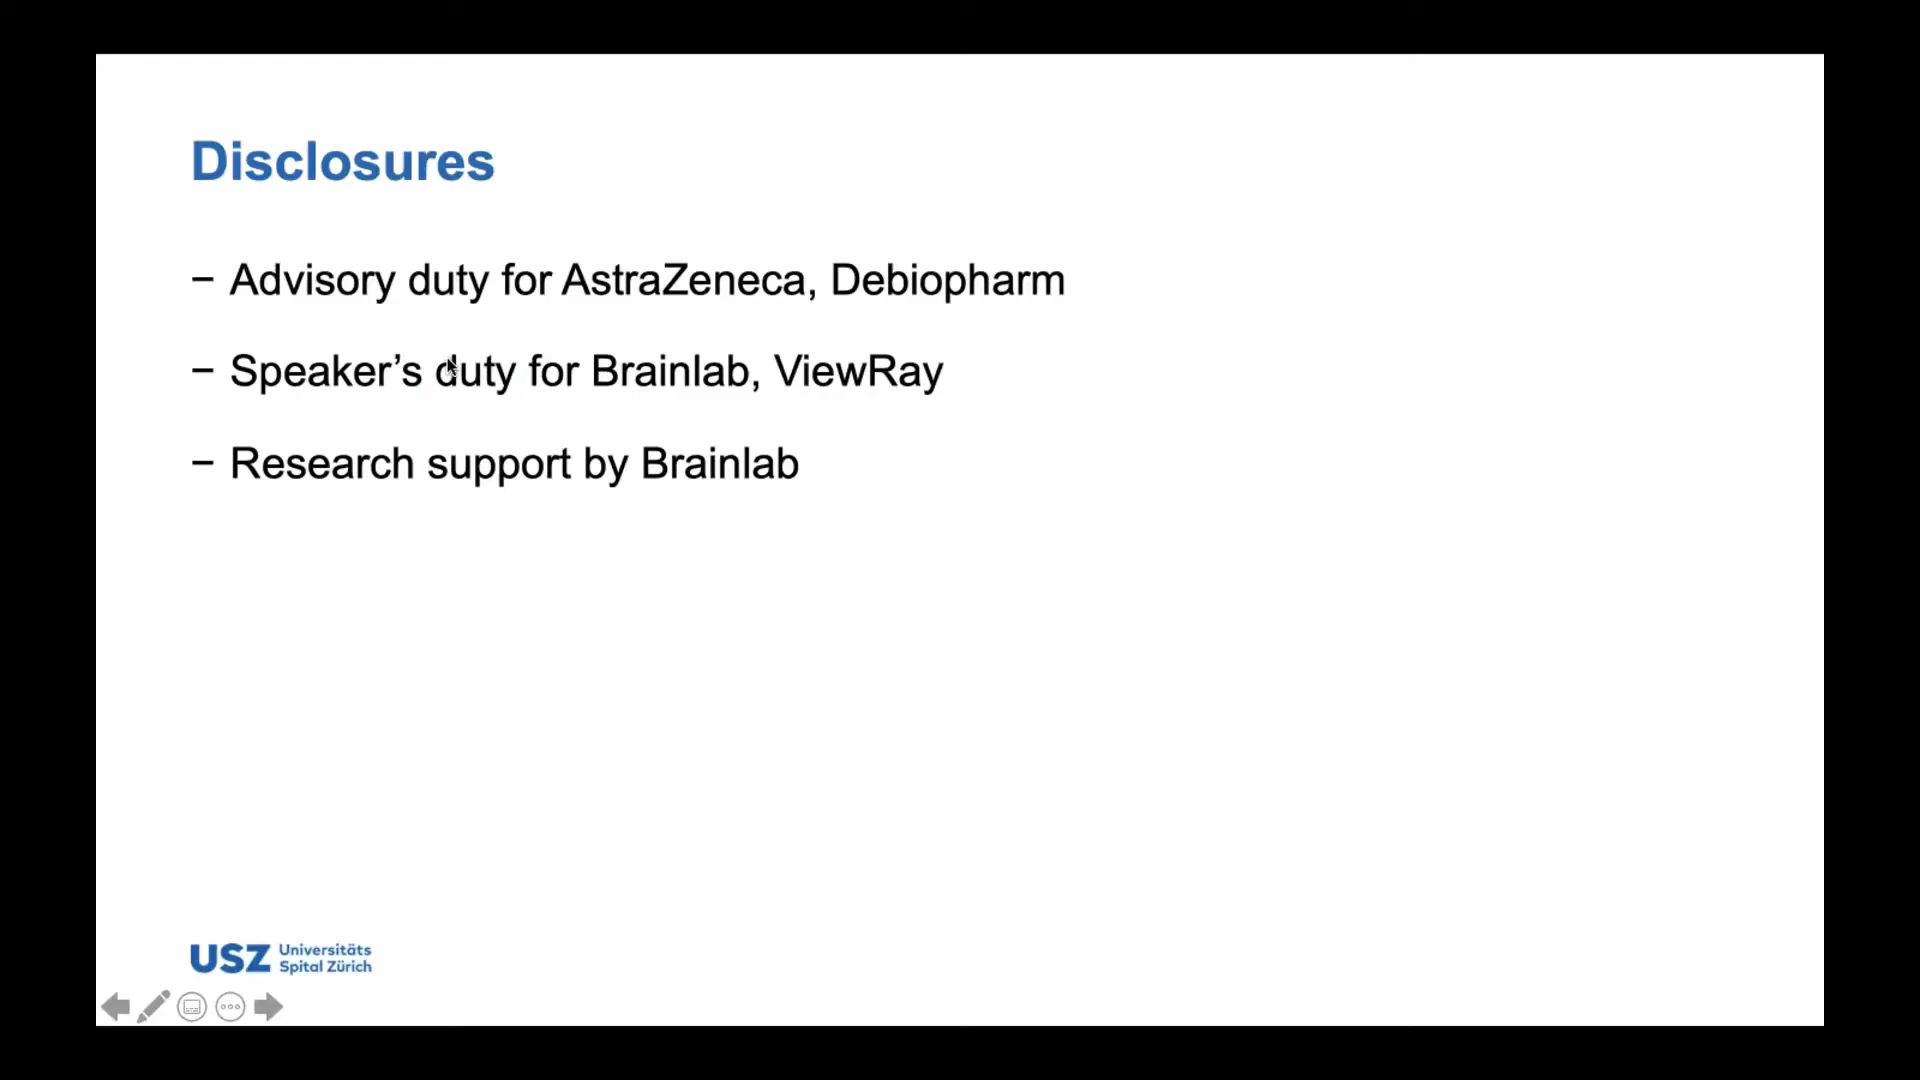 Disclosures
− Advisory duty for AstraZeneca, Debiopharm
− Speaker’s duty for Brainlab, ViewRay
− Research support by Brainlab
USZ Universitäts
Spital Zürich